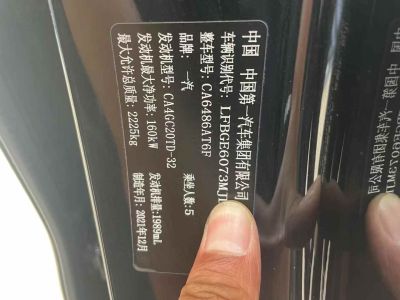 中国 中国第一汽车集团有限公司
车辆识别代号: LFBGE6073MJ
整车型号: CA6486AT6F
品牌: 一汽
乘坐人数: 5
发动机型号: CA4GC20TD-32
发动机排量: 1989mL
发动机最大净功率: 160kW
制造年月: 2021年12月
最大允许总质量: 2225kg